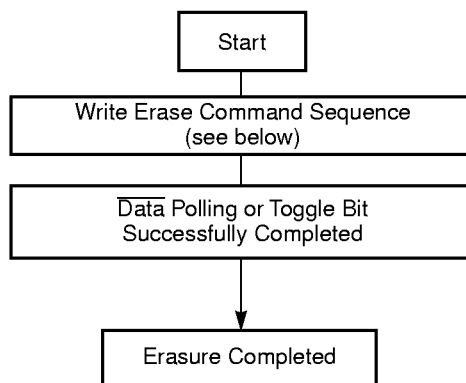 Start
Write Erase Command Sequence
(see below)
Data Polling or Toggle Bit
Successfully Completed
Erasure Completed